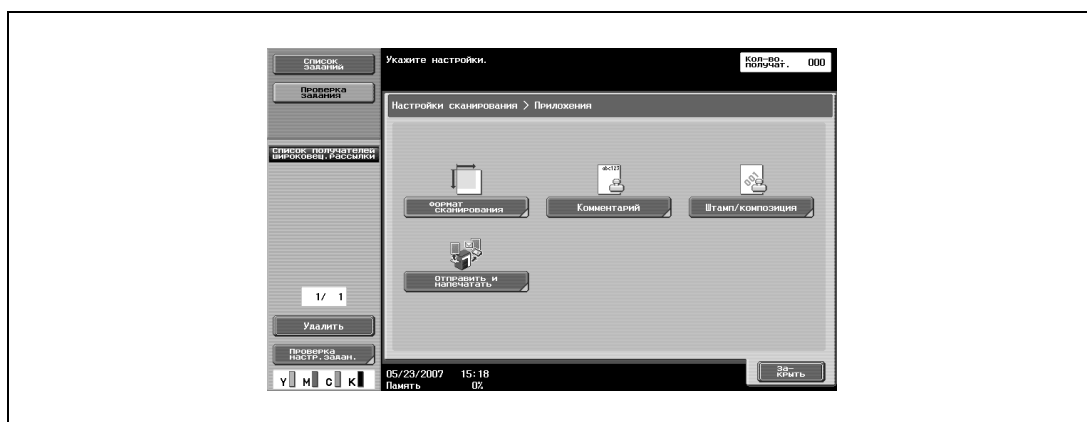 Список
заданий
Проверка
задания
Список получателей
широковещ.рассылки
1/ 1
Удалить
Проверка
настр.задан.
Y M C K
Укажите настройки.
Кол-во.
получат. 000
Настройки сканирования > Приложения
abc123
001
Формат
сканирования
Комментарий
Штамп/композиция
Отправить и
напечатать
05/23/2007 15:18
Память 0%
За-
крыть